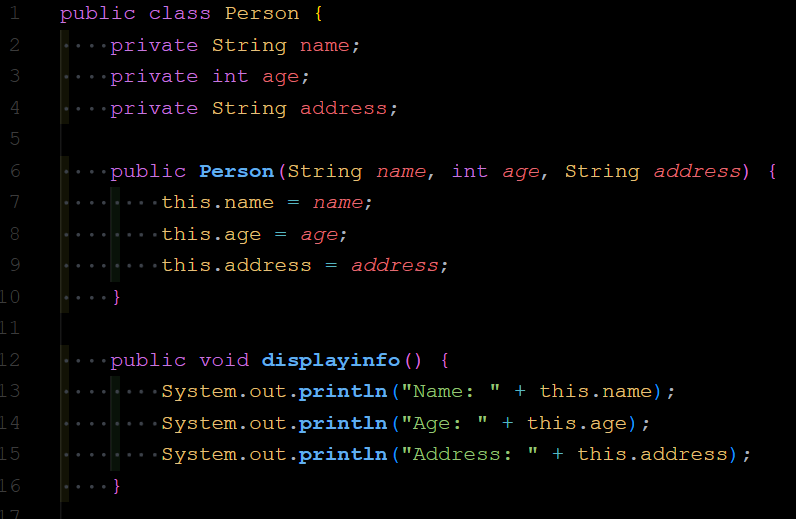 1 public class Person {
2 private String name;
3 private int age;
4 private String address;
5
6 public Person(String name, int age, String address) {
7 this.name = name;
8 this.age = age;
9 this.address = address;
10 }
11
12 public void displayinfo() {
13 System.out.println("Name: " + this.name);
14 System.out.println("Age: " + this.age);
15 System.out.println("Address: " + this.address);
16 }
17